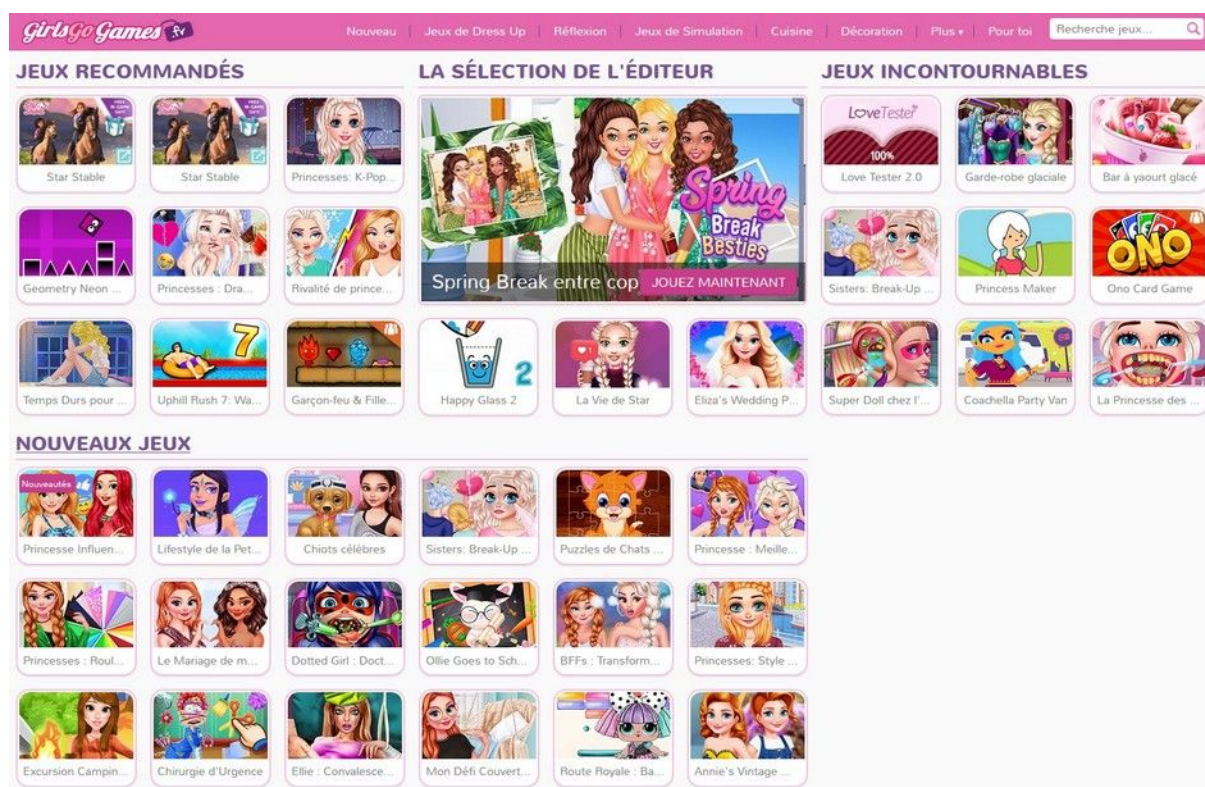 GirlsGoGames .fr
Nouveau
Jeux de Dress Up
Réflexion
Jeux de Simulation
Cuisine
Décoration
Plus ▾
Pour toi
Recherche jeux...
JEUX RECOMMANDÉS
Star Stable
Star Stable
Princesses: K-Pop...
Geometry Neon ...
Princesses : Dra...
Rivalité de prince...
7
Temps Durs pour ...
Uphill Rush 7: Wa...
Garçon-feu & Fille...
LA SÉLECTION DE L'ÉDITEUR
Spring
Break
Besties
Spring Break entre cop
JOUEZ MAINTENANT
2
Happy Glass 2
La Vie de Star
Eliza's Wedding P...
JEUX INCONTOURNABLES
LoveTester
100%
Love Tester 2.0
Garde-robe glaciale
Bar à yaourt glacé
Sisters: Break-Up ...
Princess Maker
ONO
Ono Card Game
Super Doll chez l'...
Coachella Party Van
La Princesse des ...
NOUVEAUX JEUX
Nouveautés
Princesse Influen...
Lifestyle de la Pet...
Chiots célèbres
Sisters: Break-Up ...
Puzzles de Chats ...
Princesse : Meille...
Princesses : Roul...
Le Mariage de m...
Dotted Girl : Doct...
Ollie Goes to Sch...
BFFs : Transform...
Princesses: Style ...
Excursion Campin...
Chirurgie d'Urgence
Ellie : Convalesce...
Mon Défi Couvert...
Route Royale : Ba...
Annie's Vintage ...